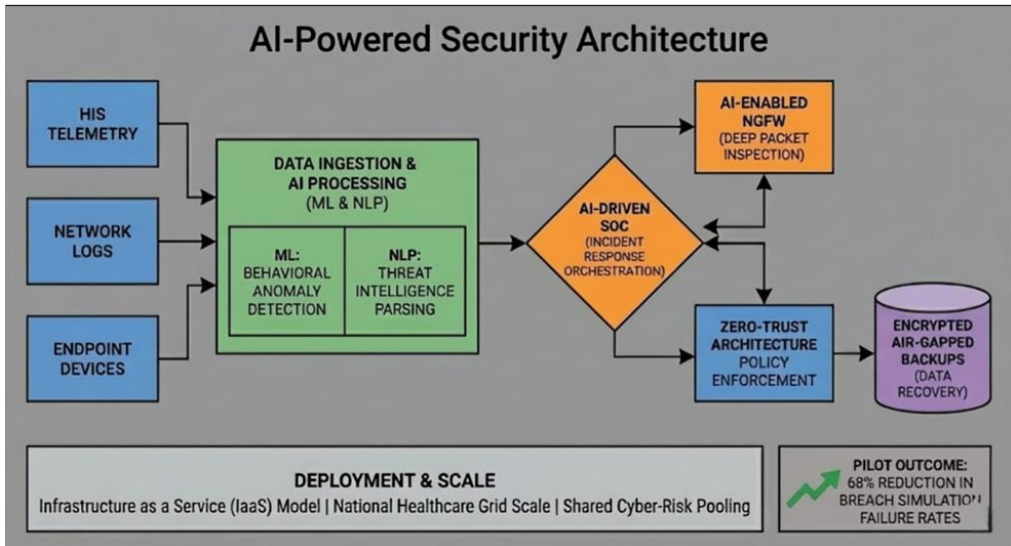 AI-Powered Security Architecture
HIS
TELEMETRY
NETWORK
LOGS
ENDPOINT
DEVICES
DATA INGESTION &
AI PROCESSING
(ML & NLP)
ML:
BEHAVIORAL
ANOMALY
DETECTION
NLP:
THREAT
INTELLIGENCE
PARSING
AI-DRIVEN
SOC
(INCIDENT
RESPONSE
ORCHESTRATION)
AI-ENABLED
NGFW
(DEEP PACKET
INSPECTION)
ZERO-TRUST
ARCHITECTURE
POLICY
ENFORCEMENT
ENCRYPTED
AIR-GAPPED
BACKUPS
(DATA
RECOVERY)
DEPLOYMENT & SCALE
Infrastructure as a Service (IaaS) Model | National Healthcare Grid Scale | Shared Cyber-Risk Pooling
PILOT OUTCOME:
68% REDUCTION IN
BREACH SIMULATION
FAILURE RATES